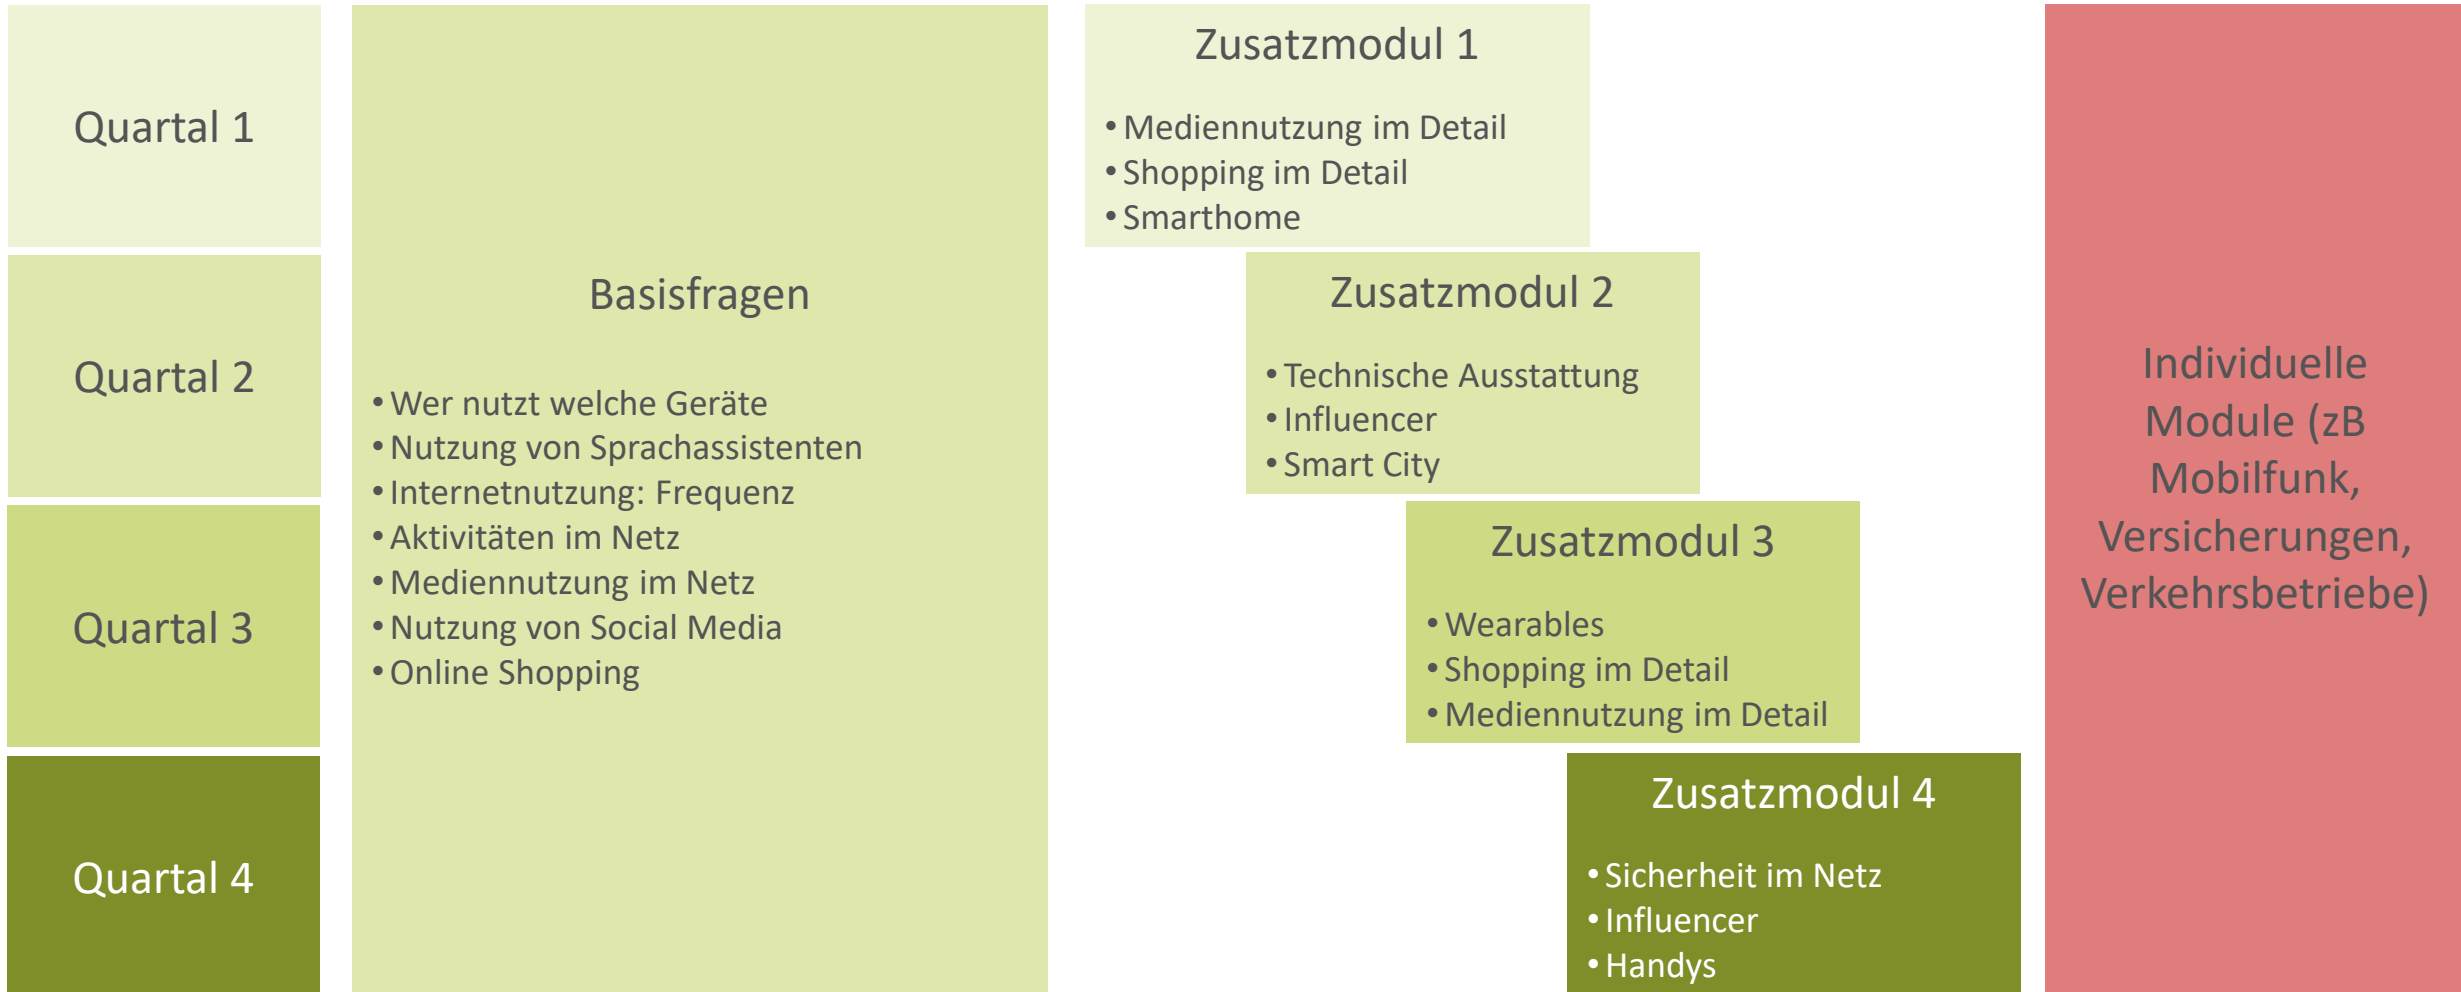 Quartal 1
Quartal 2
Quartal 3
Quartal 4
Basisfragen
• Wer nutzt welche Geräte
• Nutzung von Sprachassistenten
• Internetnutzung: Frequenz
• Aktivitäten im Netz
• Mediennutzung im Netz
• Nutzung von Social Media
• Online Shopping
Zusatzmodul 1
• Mediennutzung im Detail
• Shopping im Detail
• Smarthome
Zusatzmodul 2
• Technische Ausstattung
• Influencer
• Smart City
Zusatzmodul 3
• Wearables
• Shopping im Detail
• Mediennutzung im Detail
Zusatzmodul 4
• Sicherheit im Netz
• Influencer
• Handys
Individuelle
Module (zB
Mobilfunk,
Versicherungen,
Verkehrsbetriebe)